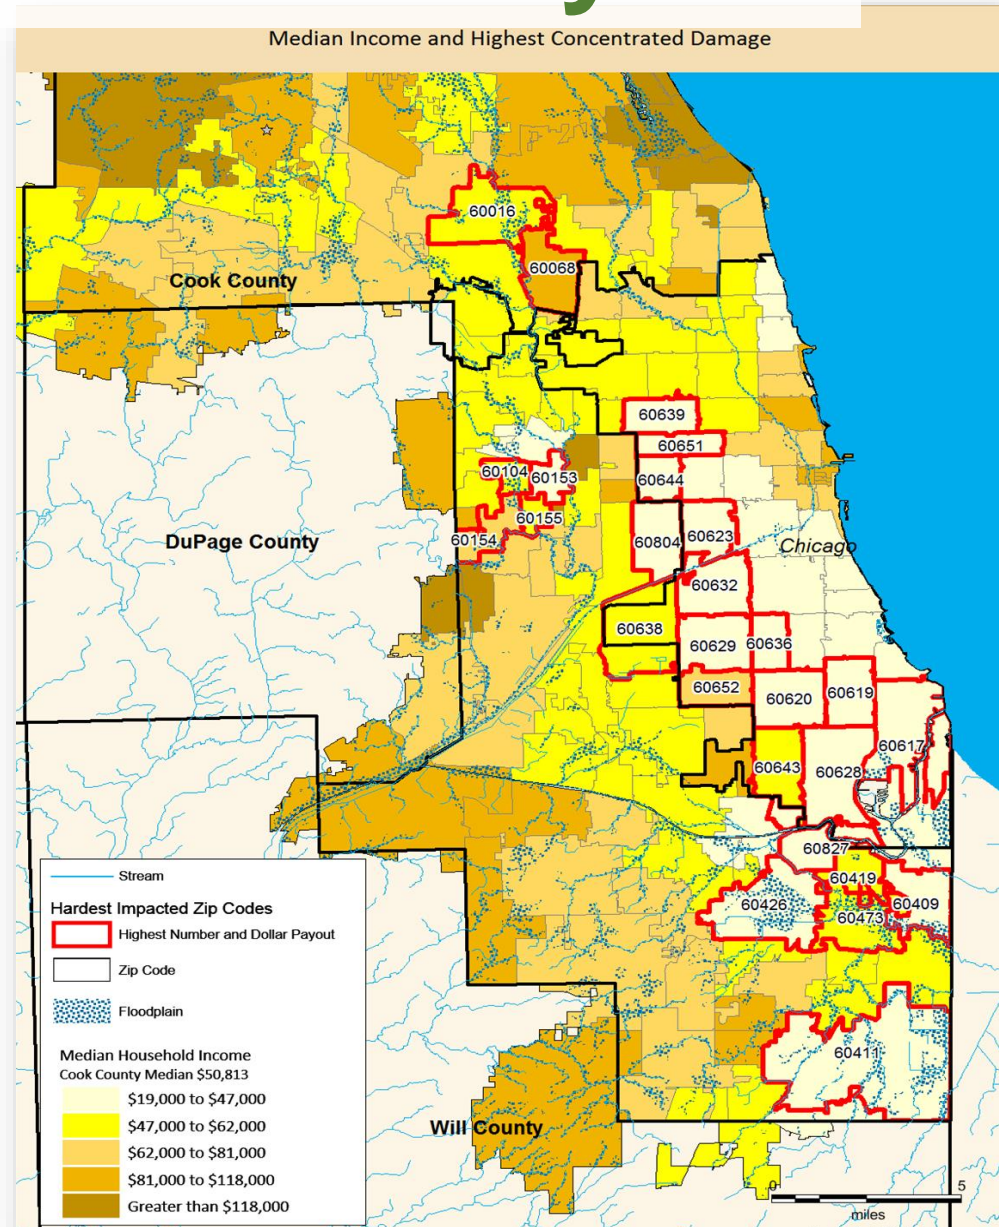 Median Income and Highest Concentrated Damage
60016
60068
Cook County
60639
60651
60104
60153
60644
60155
60154
60804
60623
DuPage County
Chicago
60632
60638
60629
60636
60652
60620
60619
60617
60643
60628
60827
60419
60426
60409
60473
60411
Will County
Stream
Hardest Impacted Zip Codes
Highest Number and Dollar Payout
Zip Code
Floodplain
Median Household Income
Cook County Median $50,813
$19,000 to $47,000
$47,000 to $62,000
$62,000 to $81,000
$81,000 to $118,000
Greater than $118,000
0 5
miles